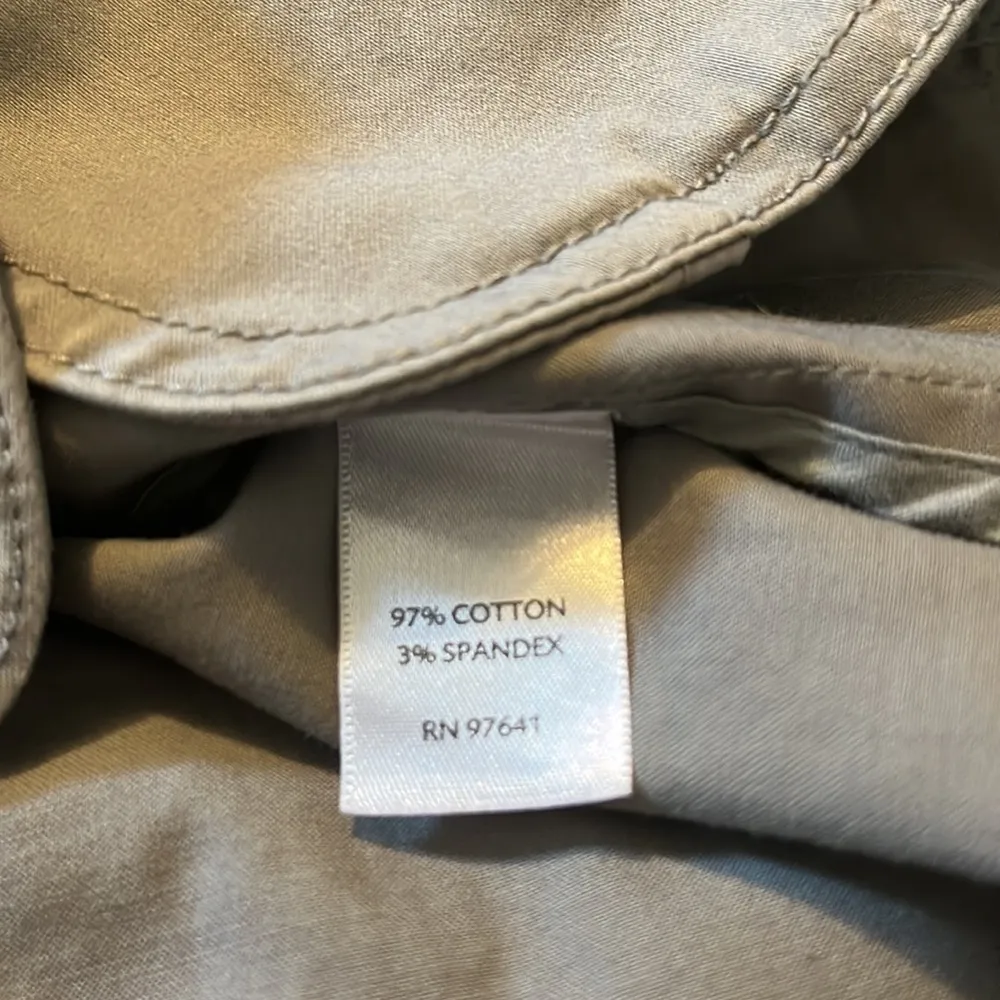 97% COTTON
3% SPANDEX
RN 97641